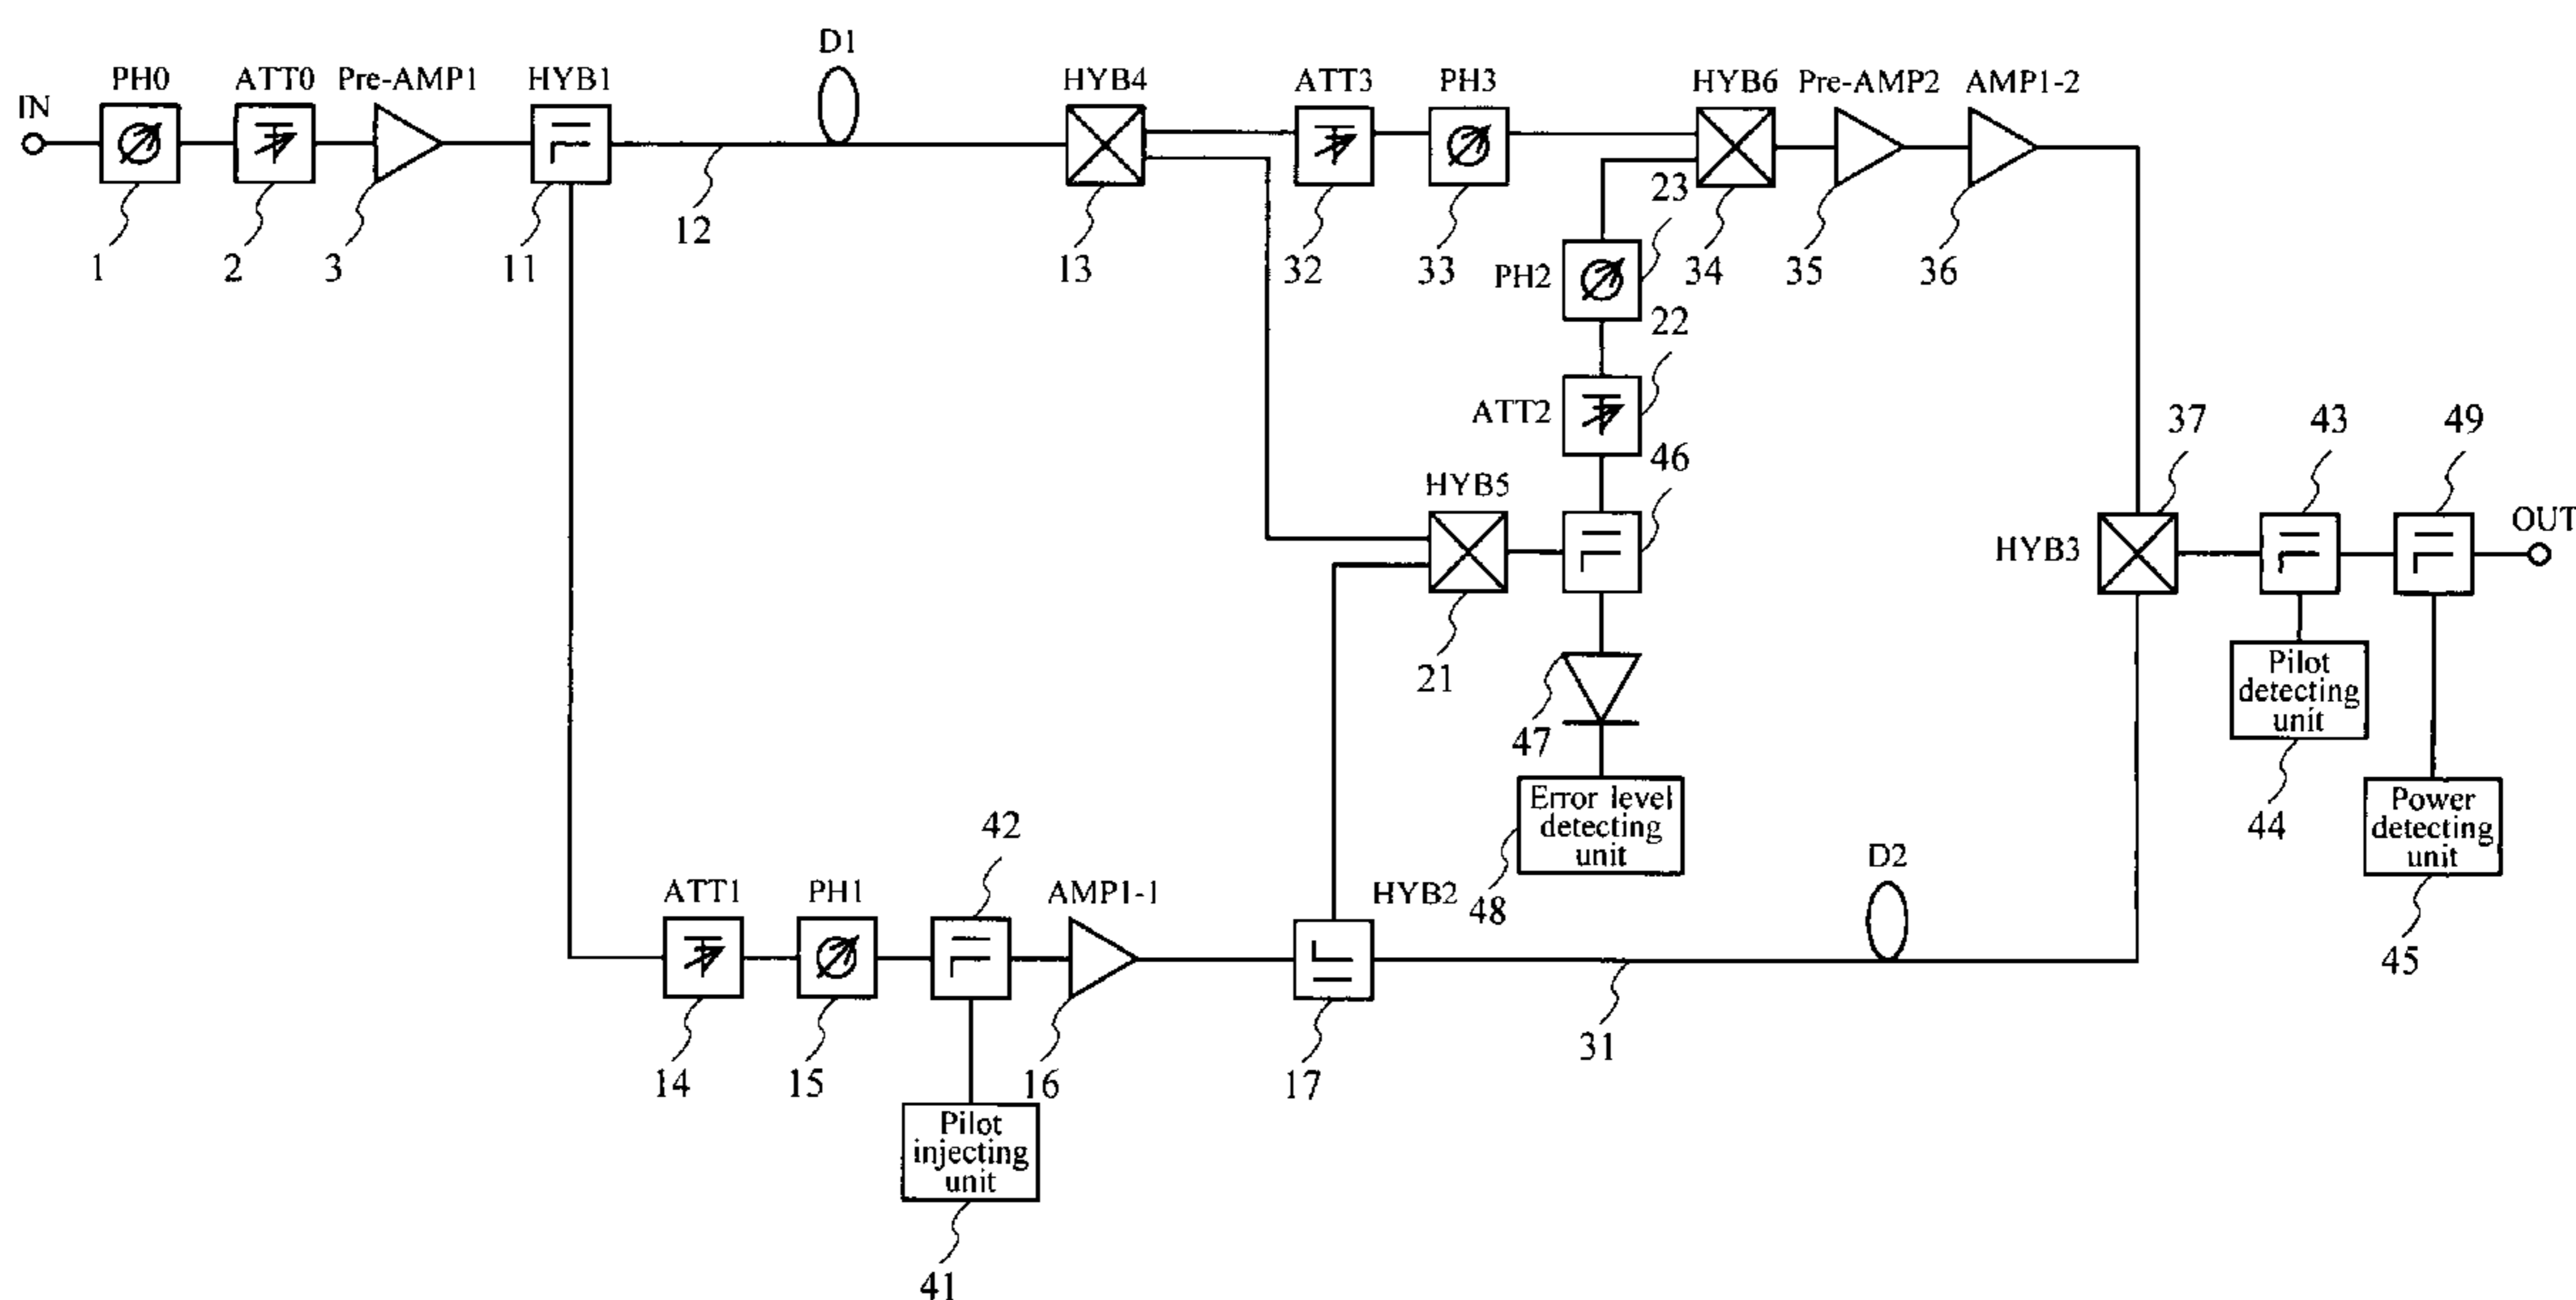 IN
PH0
ATT0
Pre-AMP1
HYB1
D1
HYB4
ATT3
PH3
HYB6
Pre-AMP2
AMP1-2
1
2
3
11
12
13
32
33
23
34
35
36
PH2
22
ATT2
46
HYB5
21
47
Error level
detecting
unit
48
37
43
49
HYB3
OUT
Pilot
detecting
unit
44
Power
detecting
unit
45
ATT1
PH1
42
AMP1-1
HYB2
D2
14
15
16
17
31
Pilot
injecting
unit
41